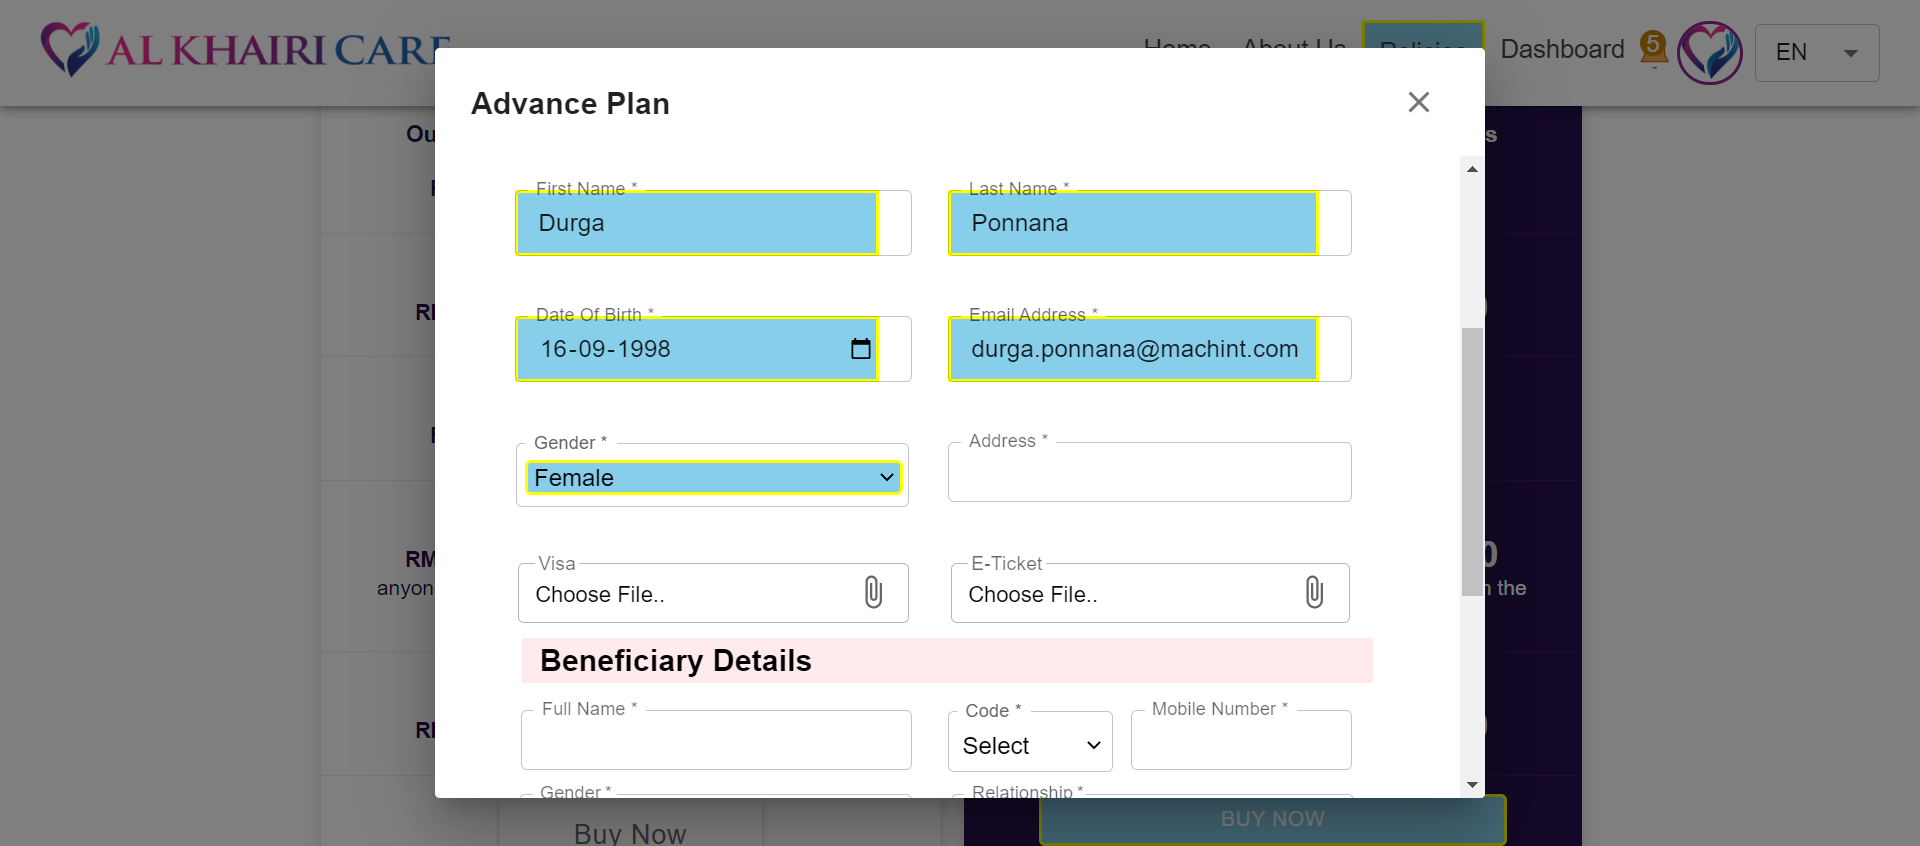 AL KHAIRI CARE
Home About Us Policies Dashboard 5 EN
Advance Plan
Ou
s
First Name * Last Name *
Durga Ponnana
Date Of Birth * Email Address *
16-09-1998 durga.ponnana@machint.com
Gender * Address *
Female
RM
anyon
0
n the
Visa E-Ticket
Choose File.. Choose File..
Beneficiary Details
Full Name * Code * Mobile Number *
Select
Gender * Relationship *
Buy Now BUY NOW